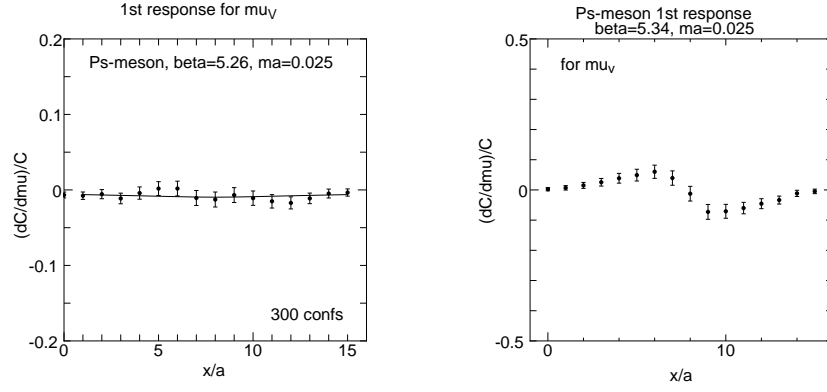 1st response for muV
0.2
0.1
0
-0.1
-0.2
(dC/dmu)/C
Ps-meson, beta=5.26, ma=0.025
300 confs
0
5
10
15
x/a
Ps-meson 1st response
beta=5.34, ma=0.025
0.5
0
-0.5
(dC/dmu)/C
for muv
0
10
x/a